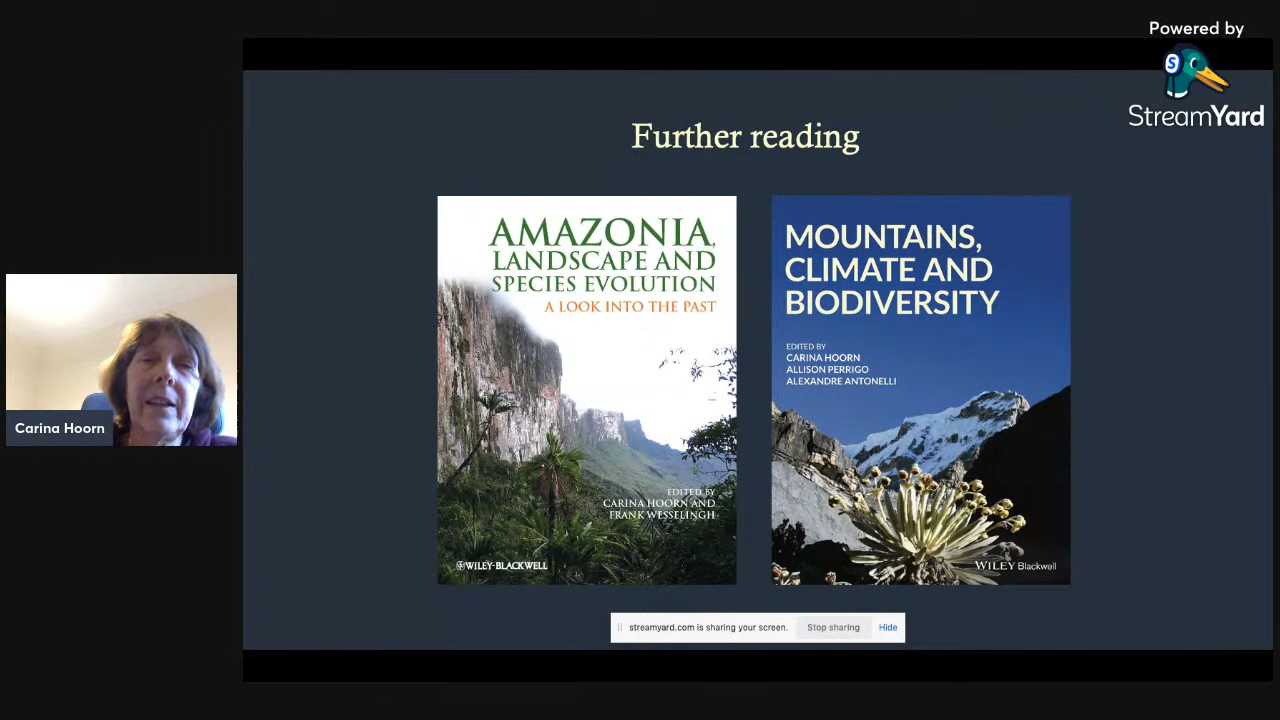 Powered by
S
StreamYard
Further reading
AMAZONIA,
LANDSCAPE AND
SPECIES EVOLUTION
A LOOK INTO THE PAST
EDITED BY
CARINA HOORN AND
FRANK WESSELINGH
WILEY-BLACKWELL
MOUNTAINS,
CLIMATE AND
BIODIVERSITY
EDITED BY
CARINA HOORN
ALLISON PERRIGO
ALEXANDRE ANTONELLI
WILEY Blackwell
Carina Hoorn
streamyard.com is sharing your screen. Stop sharing Hide